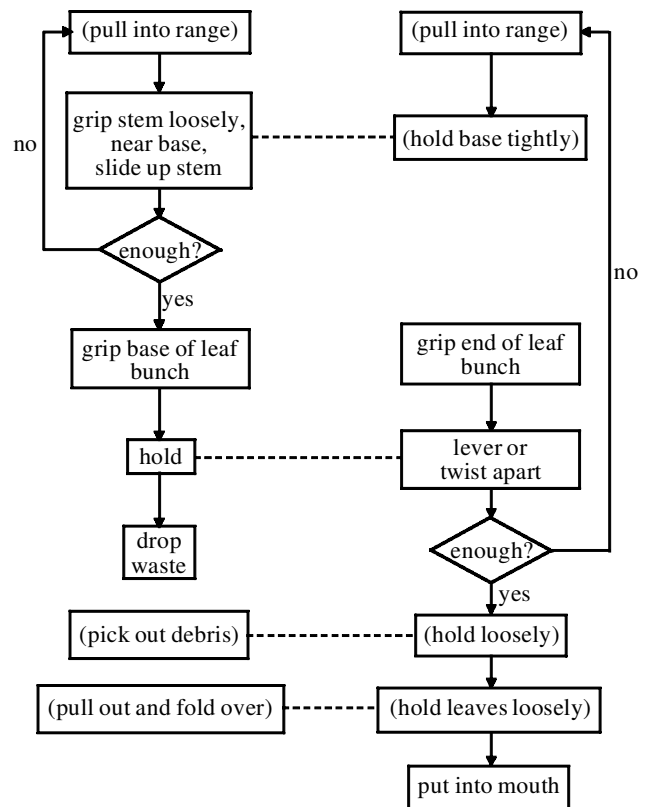 (pull into range)
(pull into range)
grip stem loosely,
near base,
slide up stem
(hold base tightly)
no
enough?
no
yes
grip base of leaf
bunch
grip end of leaf
bunch
hold
lever or
twist apart
drop
waste
enough?
yes
(pick out debris)
(hold loosely)
(pull out and fold over)
(hold leaves loosely)
put into mouth